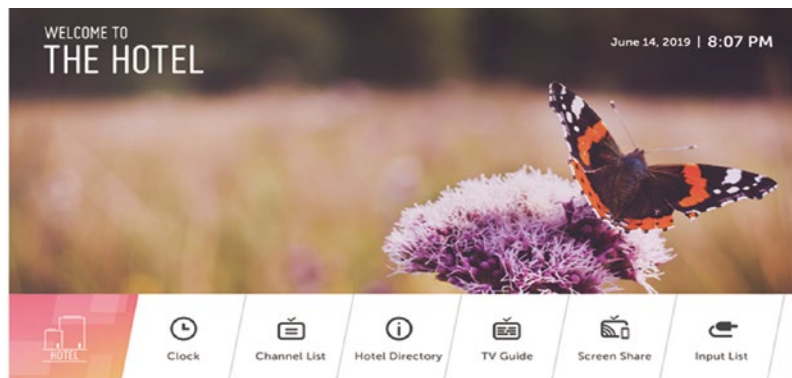 WELCOME TO
THE HOTEL
June 14, 2019 | 8:07 PM
HOTEL
Clock
Channel List
Hotel Directory
TV Guide
Screen Share
Input List